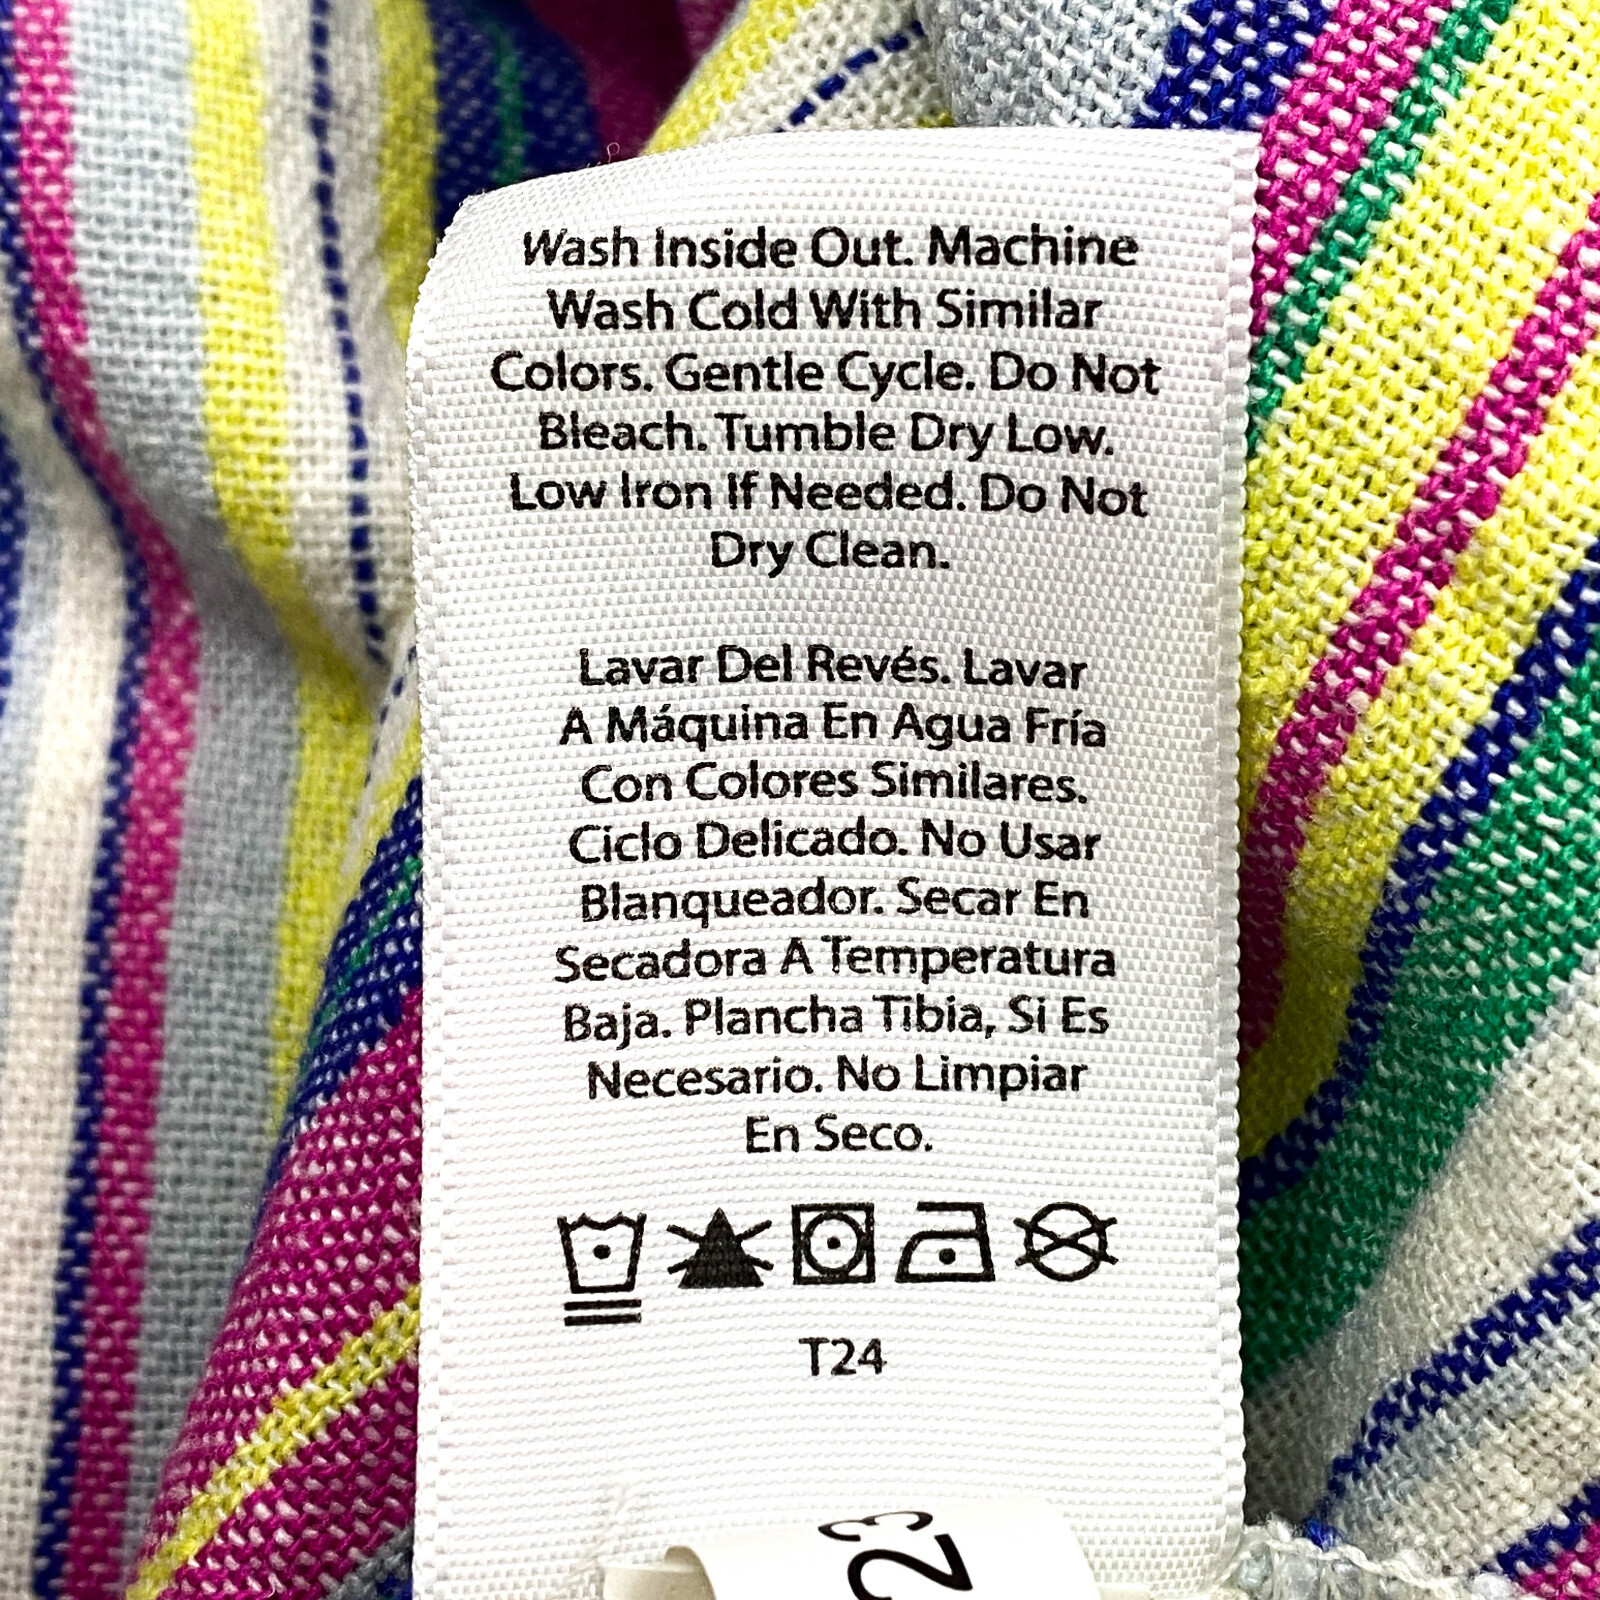 Wash Inside Out. Machine
Wash Cold With Similar
Colors. Gentle Cycle. Do Not
Bleach. Tumble Dry Low.
Low Iron If Needed. Do Not
Dry Clean.
Lavar Del Revés. Lavar
A Máquina En Agua Fría
Con Colores Similares.
Ciclo Delicado. No Usar
Blanqueador. Secar En
Secadora A Temperatura
Baja. Plancha Tibia, Si Es
Necesario. No Limpiar
En Seco.
T24
23